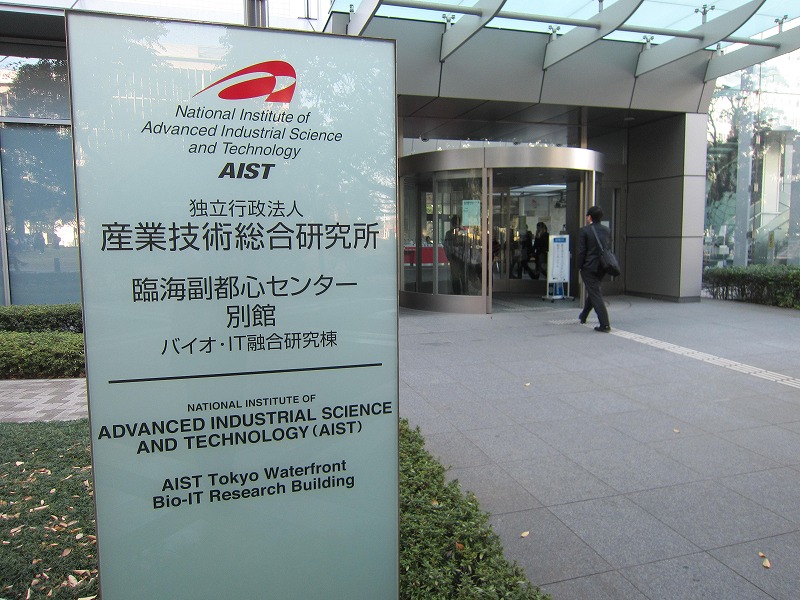 National Institute of
Advanced Industrial Science
and Technology
AIST
独立行政法人
産業技術総合研究所
臨海副都心センター
別館
バイオ・IT融合研究棟
NATIONAL INSTITUTE OF
ADVANCED INDUSTRIAL SCIENCE
AND TECHNOLOGY (AIST)
AIST Tokyo Waterfront
Bio-IT Research Building